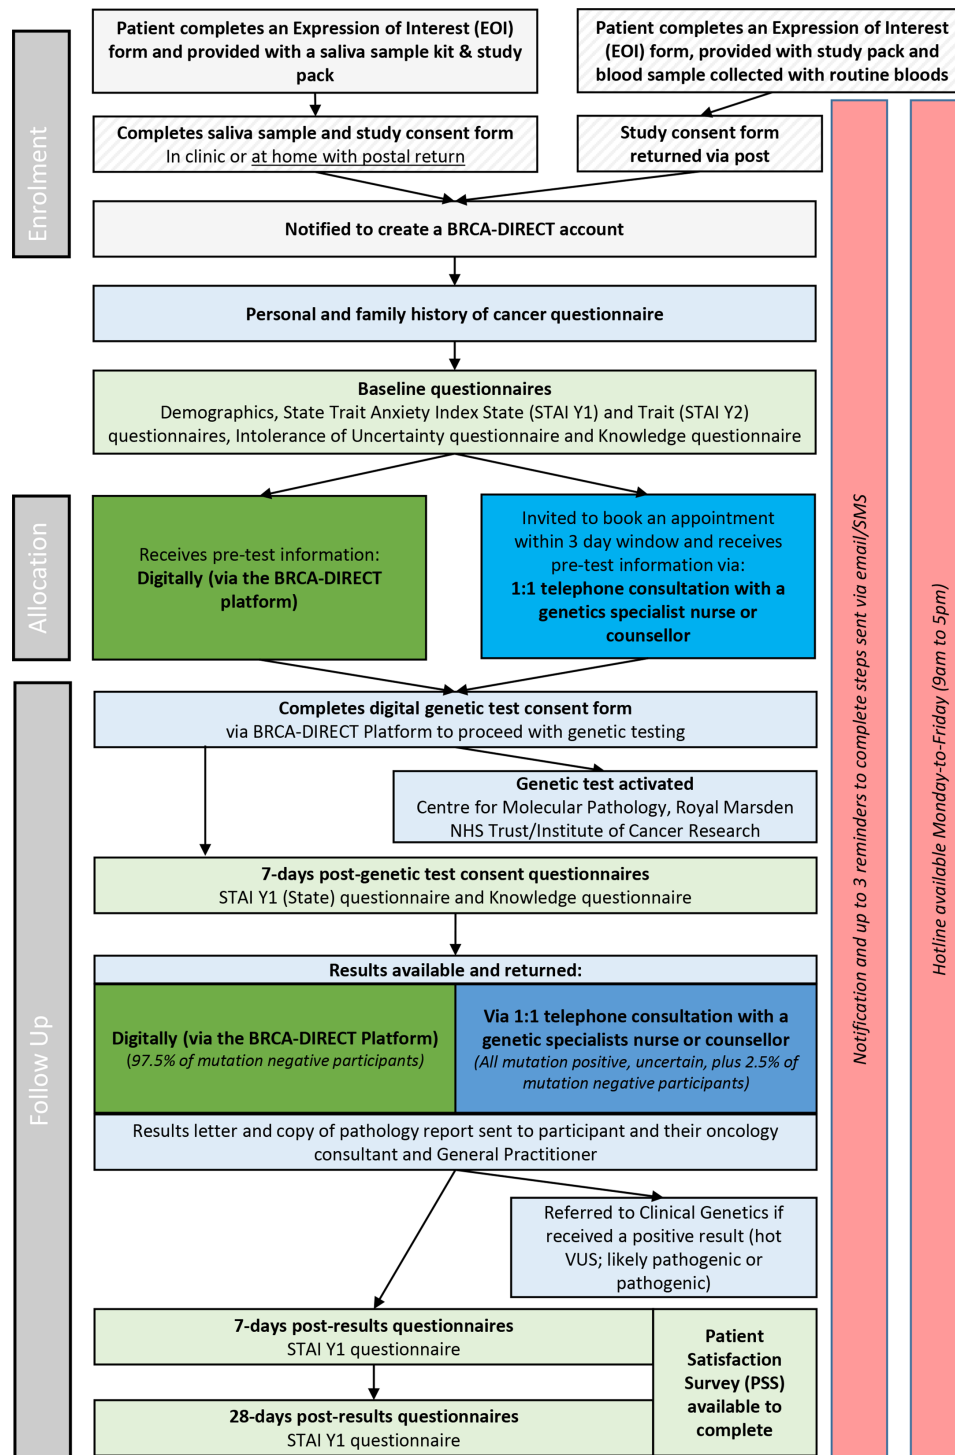 Enrolment
Patient completes an Expression of Interest (EOI)
form and provided with a saliva sample kit & study
pack
Patient completes an Expression of Interest
(EOI) form, provided with study pack and
blood sample collected with routine bloods
Completes saliva sample and study consent form
In clinic or at home with postal return
Study consent form
returned via post
Notified to create a BRCA-DIRECT account
Personal and family history of cancer questionnaire
Baseline questionnaires
Demographics, State Trait Anxiety Index State (STAI Y1) and Trait (STAI Y2)
questionnaires, Intolerance of Uncertainty questionnaire and Knowledge questionnaire
Allocation
Receives pre-test information:
Digitally (via the BRCA-DIRECT
platform)
Invited to book an appointment
within 3 day window and receives
pre-test information via:
1:1 telephone consultation with a
genetics specialist nurse or
counsellor
Follow Up
Completes digital genetic test consent form
via BRCA-DIRECT Platform to proceed with genetic testing
Genetic test activated
Centre for Molecular Pathology, Royal Marsden
NHS Trust/Institute of Cancer Research
7-days post-genetic test consent questionnaires
STAI Y1 (State) questionnaire and Knowledge questionnaire
Results available and returned:
Digitally (via the BRCA-DIRECT Platform)
(97.5% of mutation negative participants)
Via 1:1 telephone consultation with a
genetic specialists nurse or counsellor
(All mutation positive, uncertain, plus 2.5% of
mutation negative participants)
Results letter and copy of pathology report sent to participant and their oncology
consultant and General Practitioner
Referred to Clinical Genetics if
received a positive result (hot
VUS; likely pathogenic or
pathogenic)
7-days post-results questionnaires
STAI Y1 questionnaire
28-days post-results questionnaires
STAI Y1 questionnaire
Patient
Satisfaction
Survey (PSS)
available to
complete
Notification and up to 3 reminders to complete steps sent via email/SMS
Hotline available Monday-to-Friday (9am to 5pm)